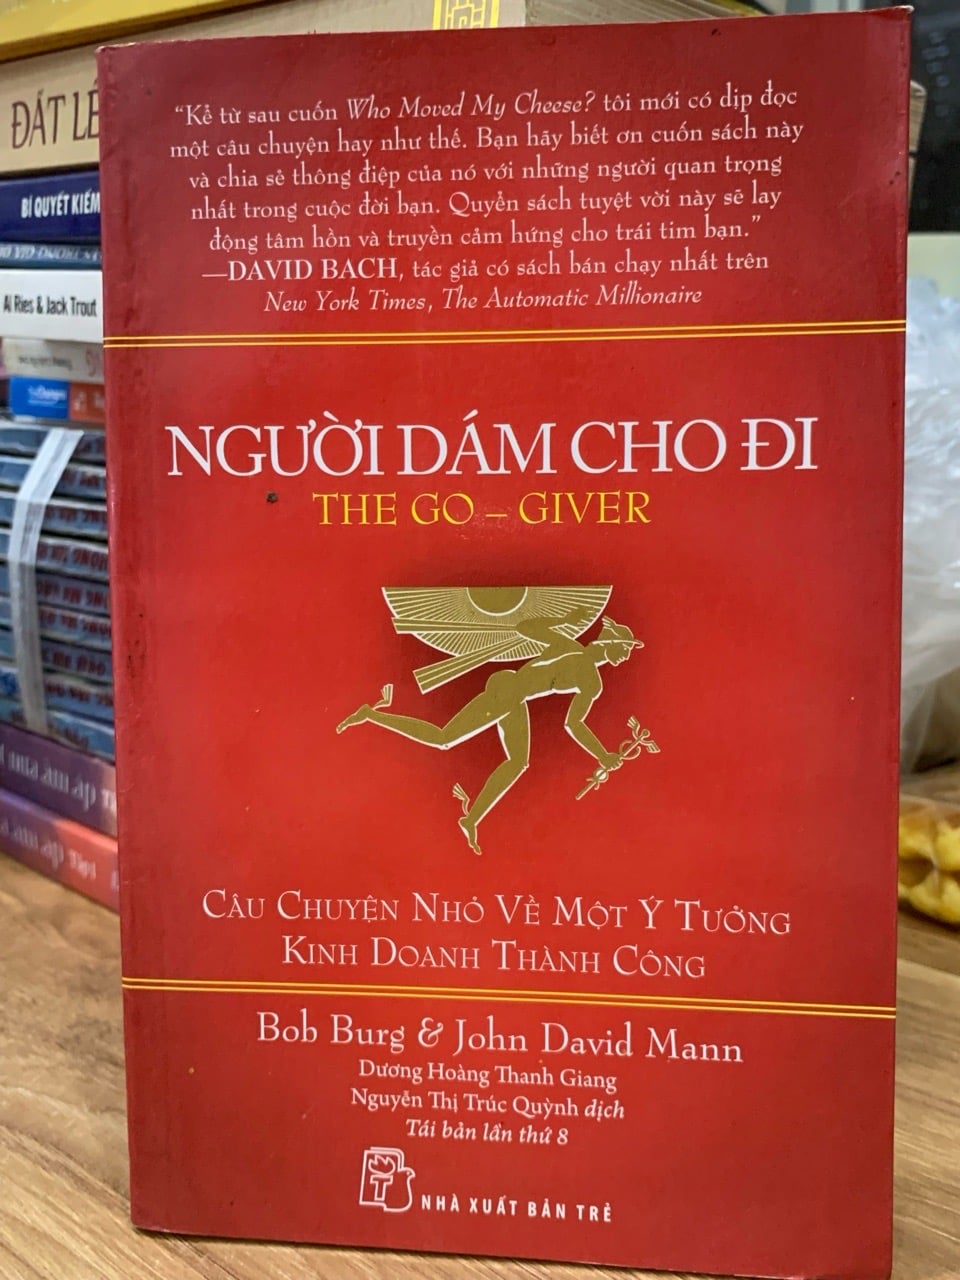 "Kể từ sau cuốn Who Moved My Cheese? tôi mới có dịp đọc
một câu chuyện hay như thế. Bạn hãy biết ơn cuốn sách này
và chia sẻ thông điệp của nó với những người quan trọng
nhất trong cuộc đời bạn. Quyển sách tuyệt vời này sẽ lay
động tâm hồn và truyền cảm hứng cho trái tim bạn."
—DAVID BACH, tác giả có sách bán chạy nhất trên
New York Times, The Automatic Millionaire
NGƯỜI DÁM CHO ĐI
THE GO – GIVER
CÂU CHUYỆN NHỎ VỀ MỘT Ý TƯỞNG
KINH DOANH THÀNH CÔNG
Bob Burg & John David Mann
Dương Hoàng Thanh Giang
Nguyễn Thị Trúc Quỳnh dịch
Tái bản lần thứ 8
NHÀ XUẤT BẢN TRẺ
ĐẤT LÊ
BÍ QUYẾT KIẾM
Al Ries & Jack Trout